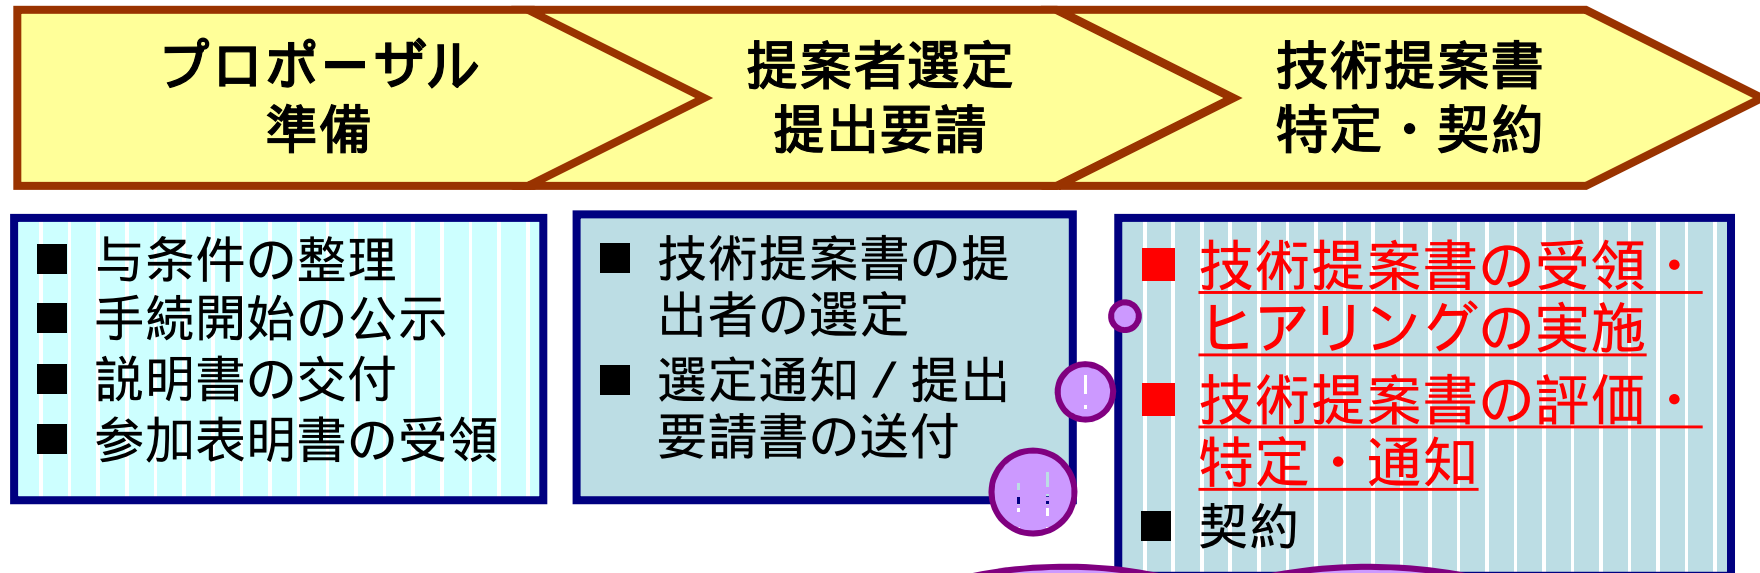 プロポーザル
準備
提案者選定
提出要請
技術提案書
特定・契約
■ 与条件の整理
■ 手続開始の公示
■ 説明書の交付
■ 参加表明書の受領
■ 技術提案書の提
出者の選定
■ 選定通知／提出
要請書の送付
■ 技術提案書の受領・
ヒアリングの実施
■ 技術提案書の評価・
特定・通知
■ 契約